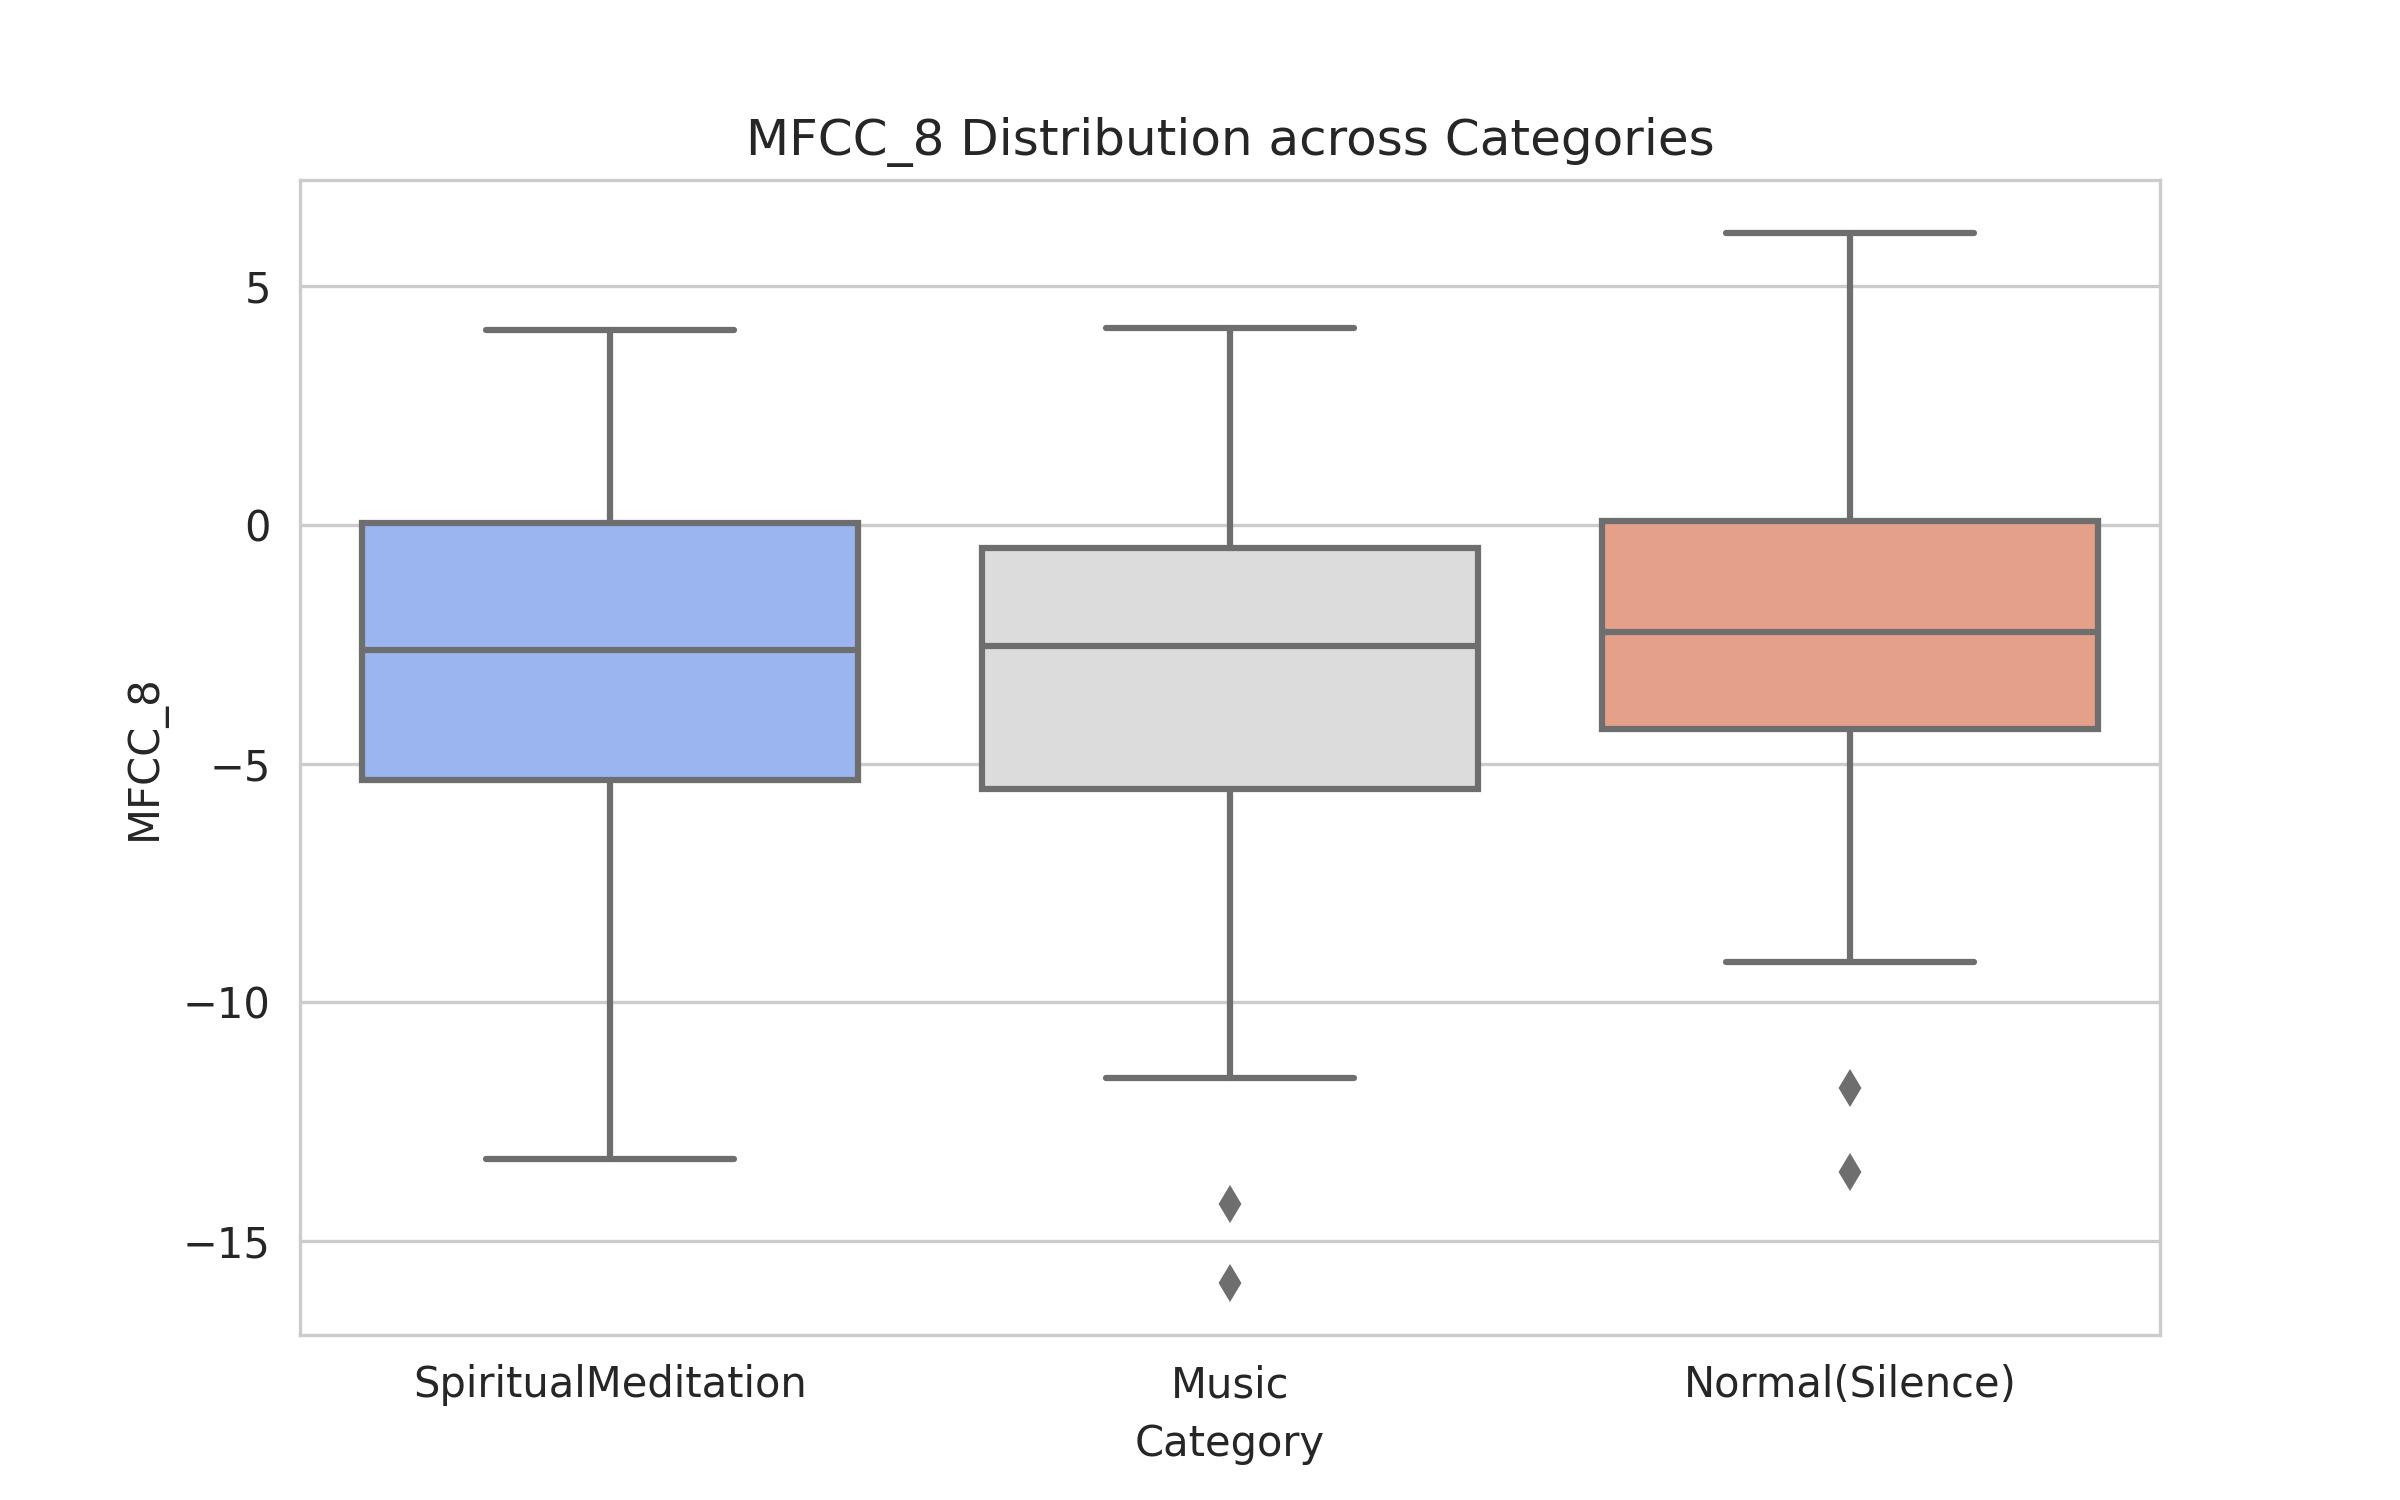 MFCC_8 Distribution across Categories
MFCC_8
5
0
−5
−10
−15
SpiritualMeditation
Music
Normal(Silence)
Category